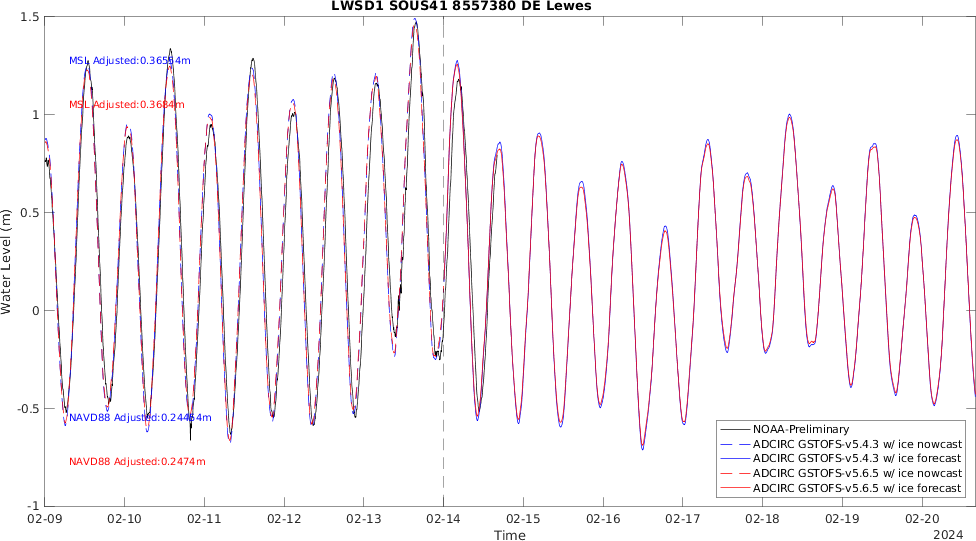 LWSD1 SOUS41 8557380 DE Lewes
1.5
MSL Adjusted:0.36594m
MSL Adjusted:0.3684m
1
0.5
Water Level (m)
0
-0.5
NAVD88 Adjusted:0.24454m
NAVD88 Adjusted:0.2474m
NOAA-Preliminary
ADCIRC GSTOFS-v5.4.3 w/ ice nowcast
ADCIRC GSTOFS-v5.4.3 w/ ice forecast
ADCIRC GSTOFS-v5.6.5 w/ ice nowcast
ADCIRC GSTOFS-v5.6.5 w/ ice forecast
-1
02-09 02-10 02-11 02-12 02-13 02-14 02-15 02-16 02-17 02-18 02-19 02-20
Time
2024